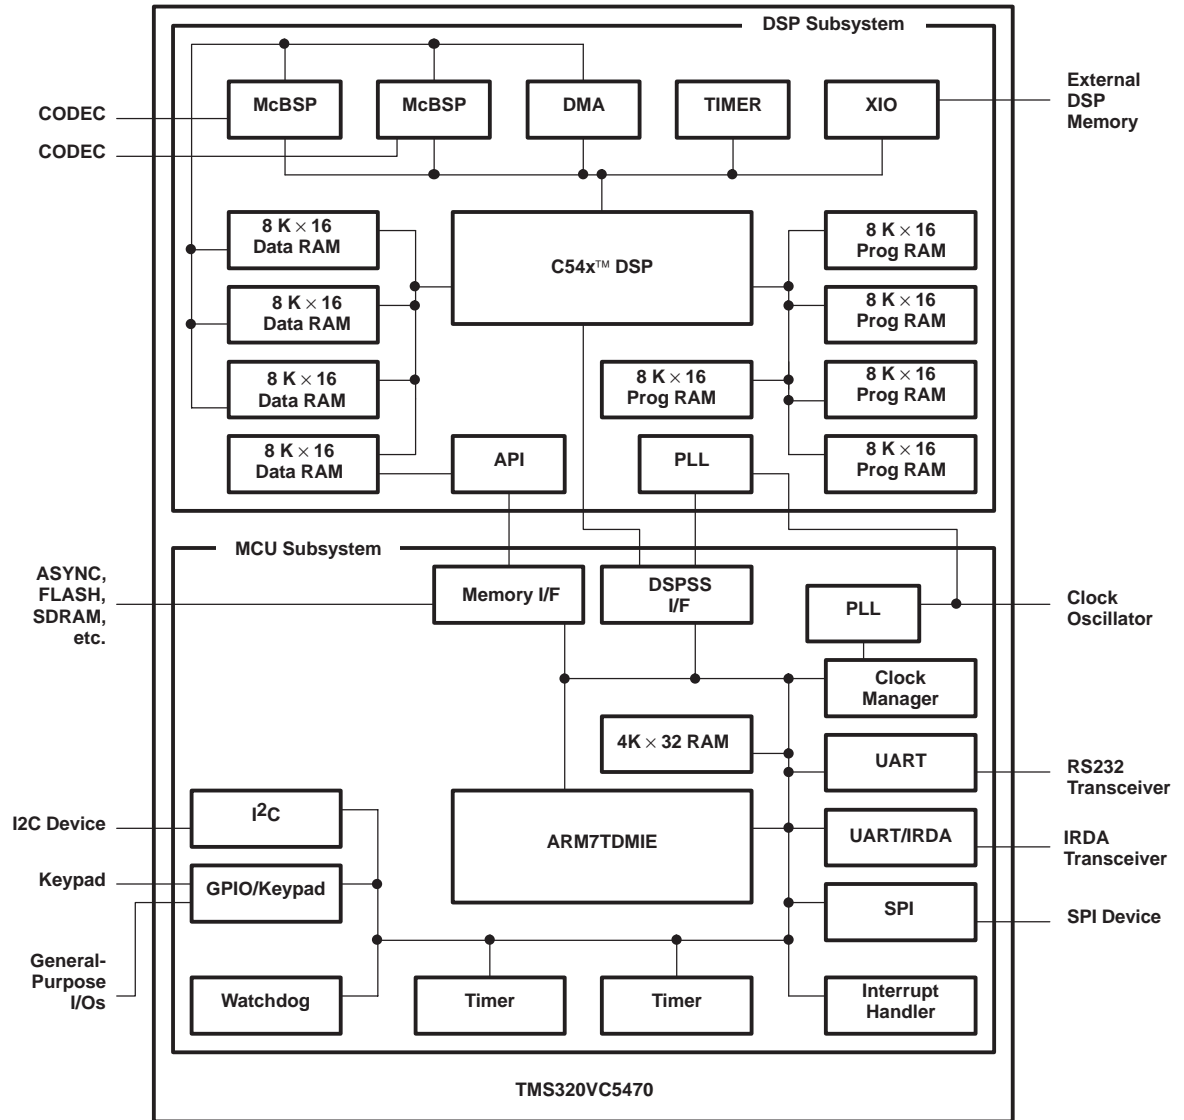 DSP Subsystem
McBSP
McBSP
DMA
TIMER
XIO
External
DSP
Memory
CODEC
CODEC
8 K × 16
Data RAM
C54x™ DSP
8 K × 16
Prog RAM
8 K × 16
Data RAM
8 K × 16
Prog RAM
8 K × 16
Data RAM
8 K × 16
Prog RAM
8 K × 16
Prog RAM
8 K × 16
Data RAM
API
PLL
8 K × 16
Prog RAM
MCU Subsystem
ASYNC,
FLASH,
SDRAM,
etc.
Memory I/F
DSPSS
I/F
PLL
Clock
Oscillator
Clock
Manager
4K × 32 RAM
UART
RS232
Transceiver
I2C Device
I²C
ARM7TDMIE
UART/IRDA
IRDA
Transceiver
Keypad
GPIO/Keypad
SPI
SPI Device
General-
Purpose
I/Os
Watchdog
Timer
Timer
Interrupt
Handler
TMS320VC5470